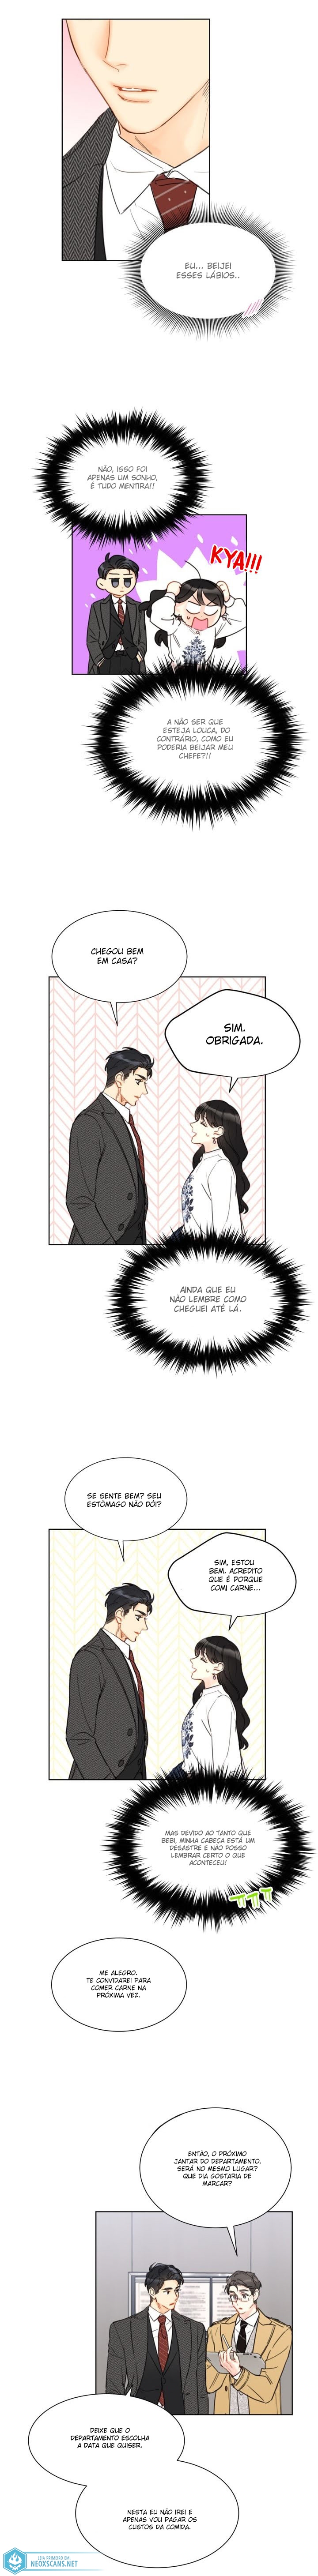 EU... BEIJEI
ESSES LÁBIOS..
NÃO, ISSO FOI
APENAS UM SONHO,
É TUDO MENTIRA!!
KYA!!!
A NÃO SER QUE
ESTEJA LOUCA, DO
CONTRÁRIO, COMO EU
PODERIA BEIJAR MEU
CHEFE?!!
CHEGOU BEM
EM CASA?
SIM.
OBRIGADA.
AINDA QUE EU
NÃO LEMBRE COMO
CHEGUEI ATÉ LÁ.
SE SENTE BEM? SEU
ESTÔMAGO NÃO DÓI?
SIM, ESTOU
BEM. ACREDITO
QUE É PORQUE
COMI CARNE...
MAS DEVIDO AO TANTO QUE
BEBI, MINHA CABEÇA ESTÁ UM
DESASTRE E NÃO POSSO
LEMBRAR CERTO O QUE
ACONTECEU!
ㅠㅠㅠ
ME ALEGRO.
TE CONVIDAREI PARA
COMER CARNE NA
PRÓXIMA VEZ.
ENTÃO, O PRÓXIMO
JANTAR DO DEPARTAMENTO,
SERÁ NO MESMO LUGAR?
QUE DIA GOSTARIA DE
MARCAR?
DEIXE QUE O
DEPARTAMENTO ESCOLHA
A DATA QUE QUISER.
NESTA EU NÃO IREI E
APENAS VOU PAGAR OS
CUSTOS DA COMIDA.
LEIA PRIMEIRO EM:
NEOXSCANS.NET